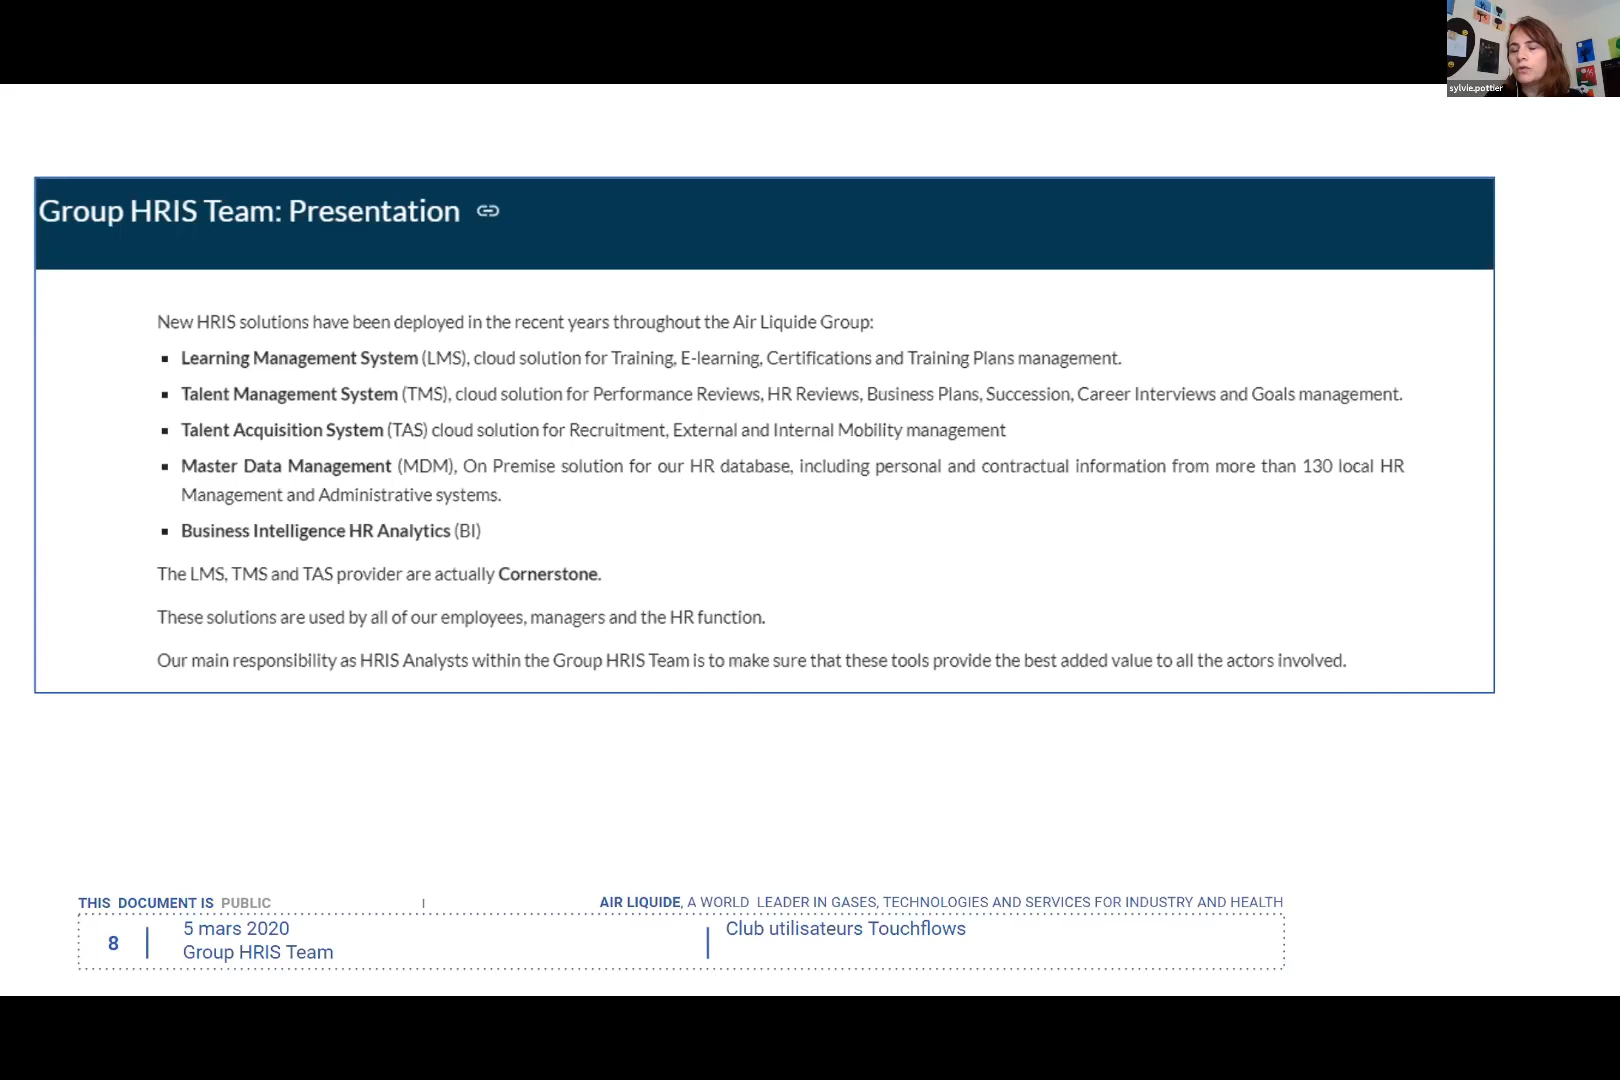 sylvie.pottier
Group HRIS Team: Presentation
New HRIS solutions have been deployed in the recent years throughout the Air Liquide Group:
▪ Learning Management System (LMS), cloud solution for Training, E-learning, Certifications and Training Plans management.
▪ Talent Management System (TMS), cloud solution for Performance Reviews, HR Reviews, Business Plans, Succession, Career Interviews and Goals management.
▪ Talent Acquisition System (TAS) cloud solution for Recruitment, External and Internal Mobility management
▪ Master Data Management (MDM), On Premise solution for our HR database, including personal and contractual information from more than 130 local HR
Management and Administrative systems.
▪ Business Intelligence HR Analytics (BI)
The LMS, TMS and TAS provider are actually Cornerstone.
These solutions are used by all of our employees, managers and the HR function.
Our main responsibility as HRIS Analysts within the Group HRIS Team is to make sure that these tools provide the best added value to all the actors involved.
THIS DOCUMENT IS PUBLIC | AIR LIQUIDE, A WORLD LEADER IN GASES, TECHNOLOGIES AND SERVICES FOR INDUSTRY AND HEALTH
8
5 mars 2020
Group HRIS Team
Club utilisateurs Touchflows